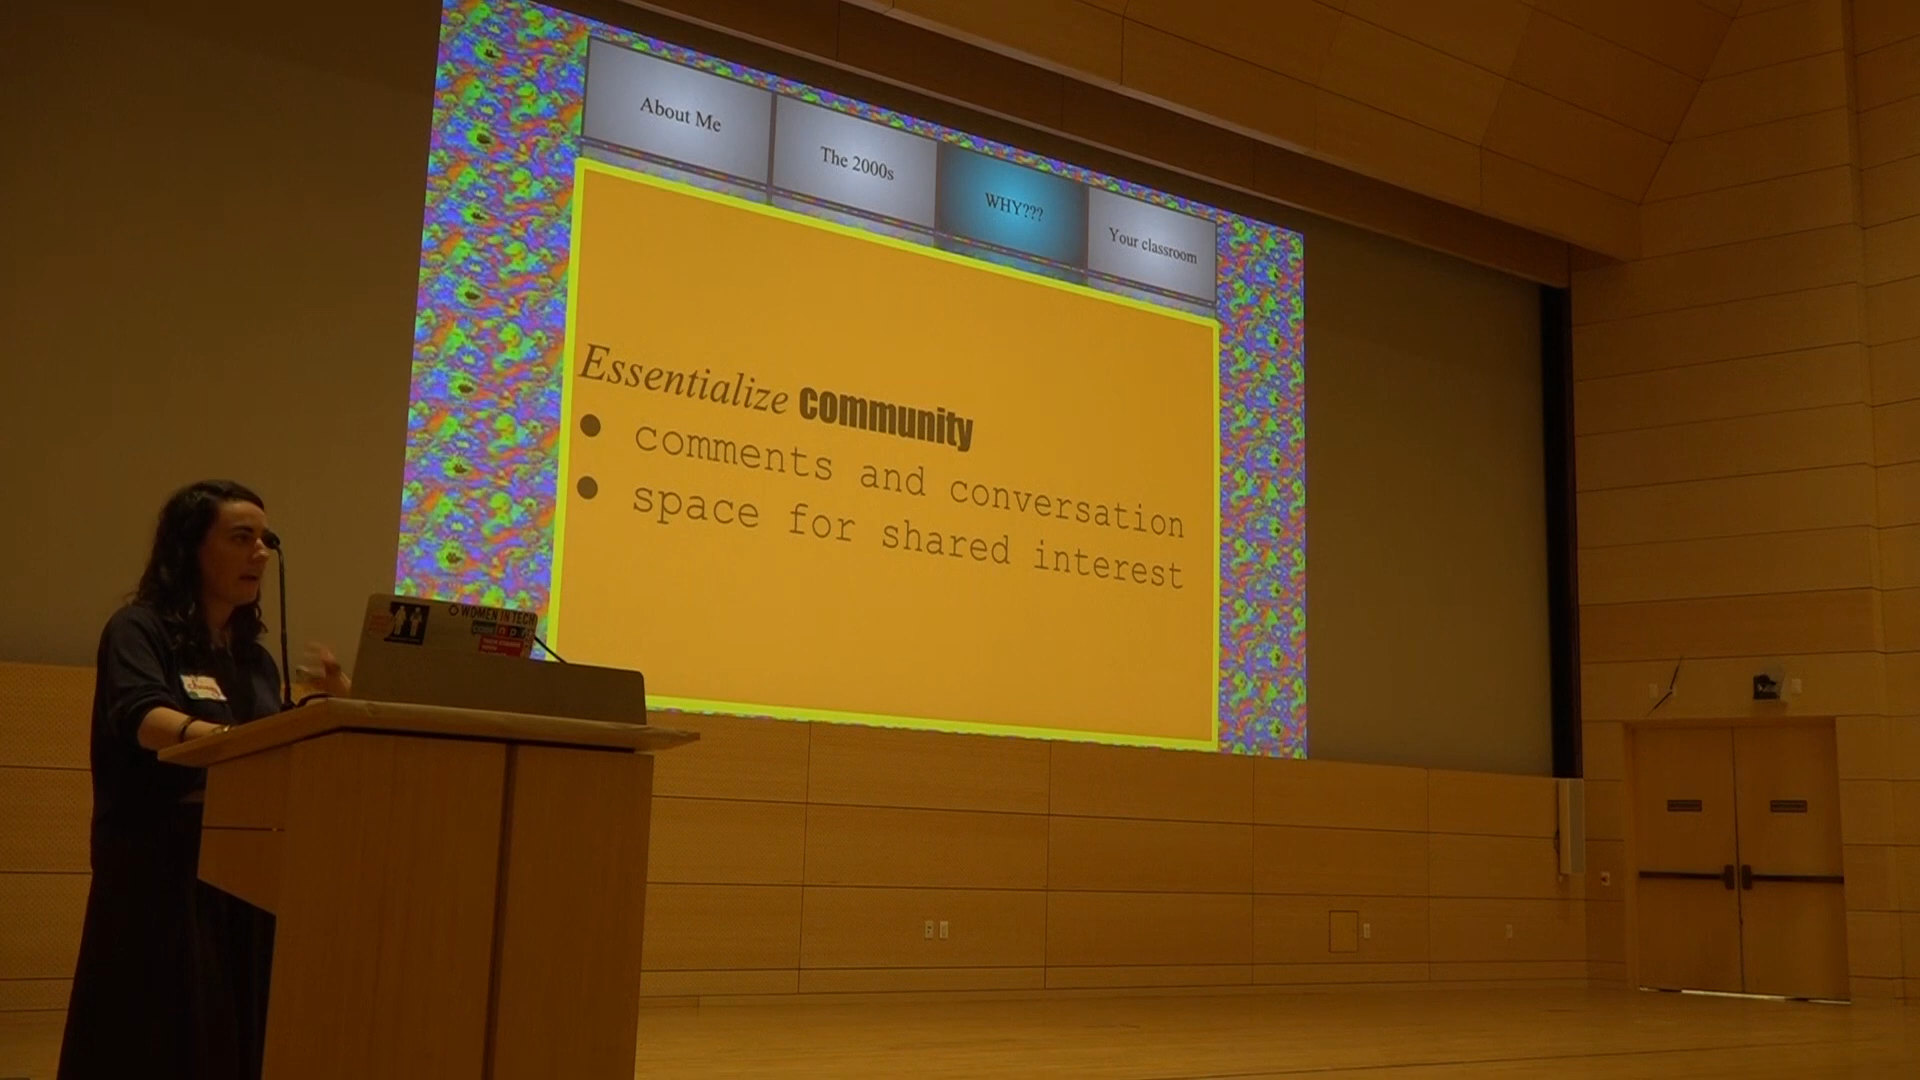 About Me
The 2000s
WHY???
Your classroom
Essentialize community
● comments and conversation
● space for shared interest
WOMEN IN TECH
npr